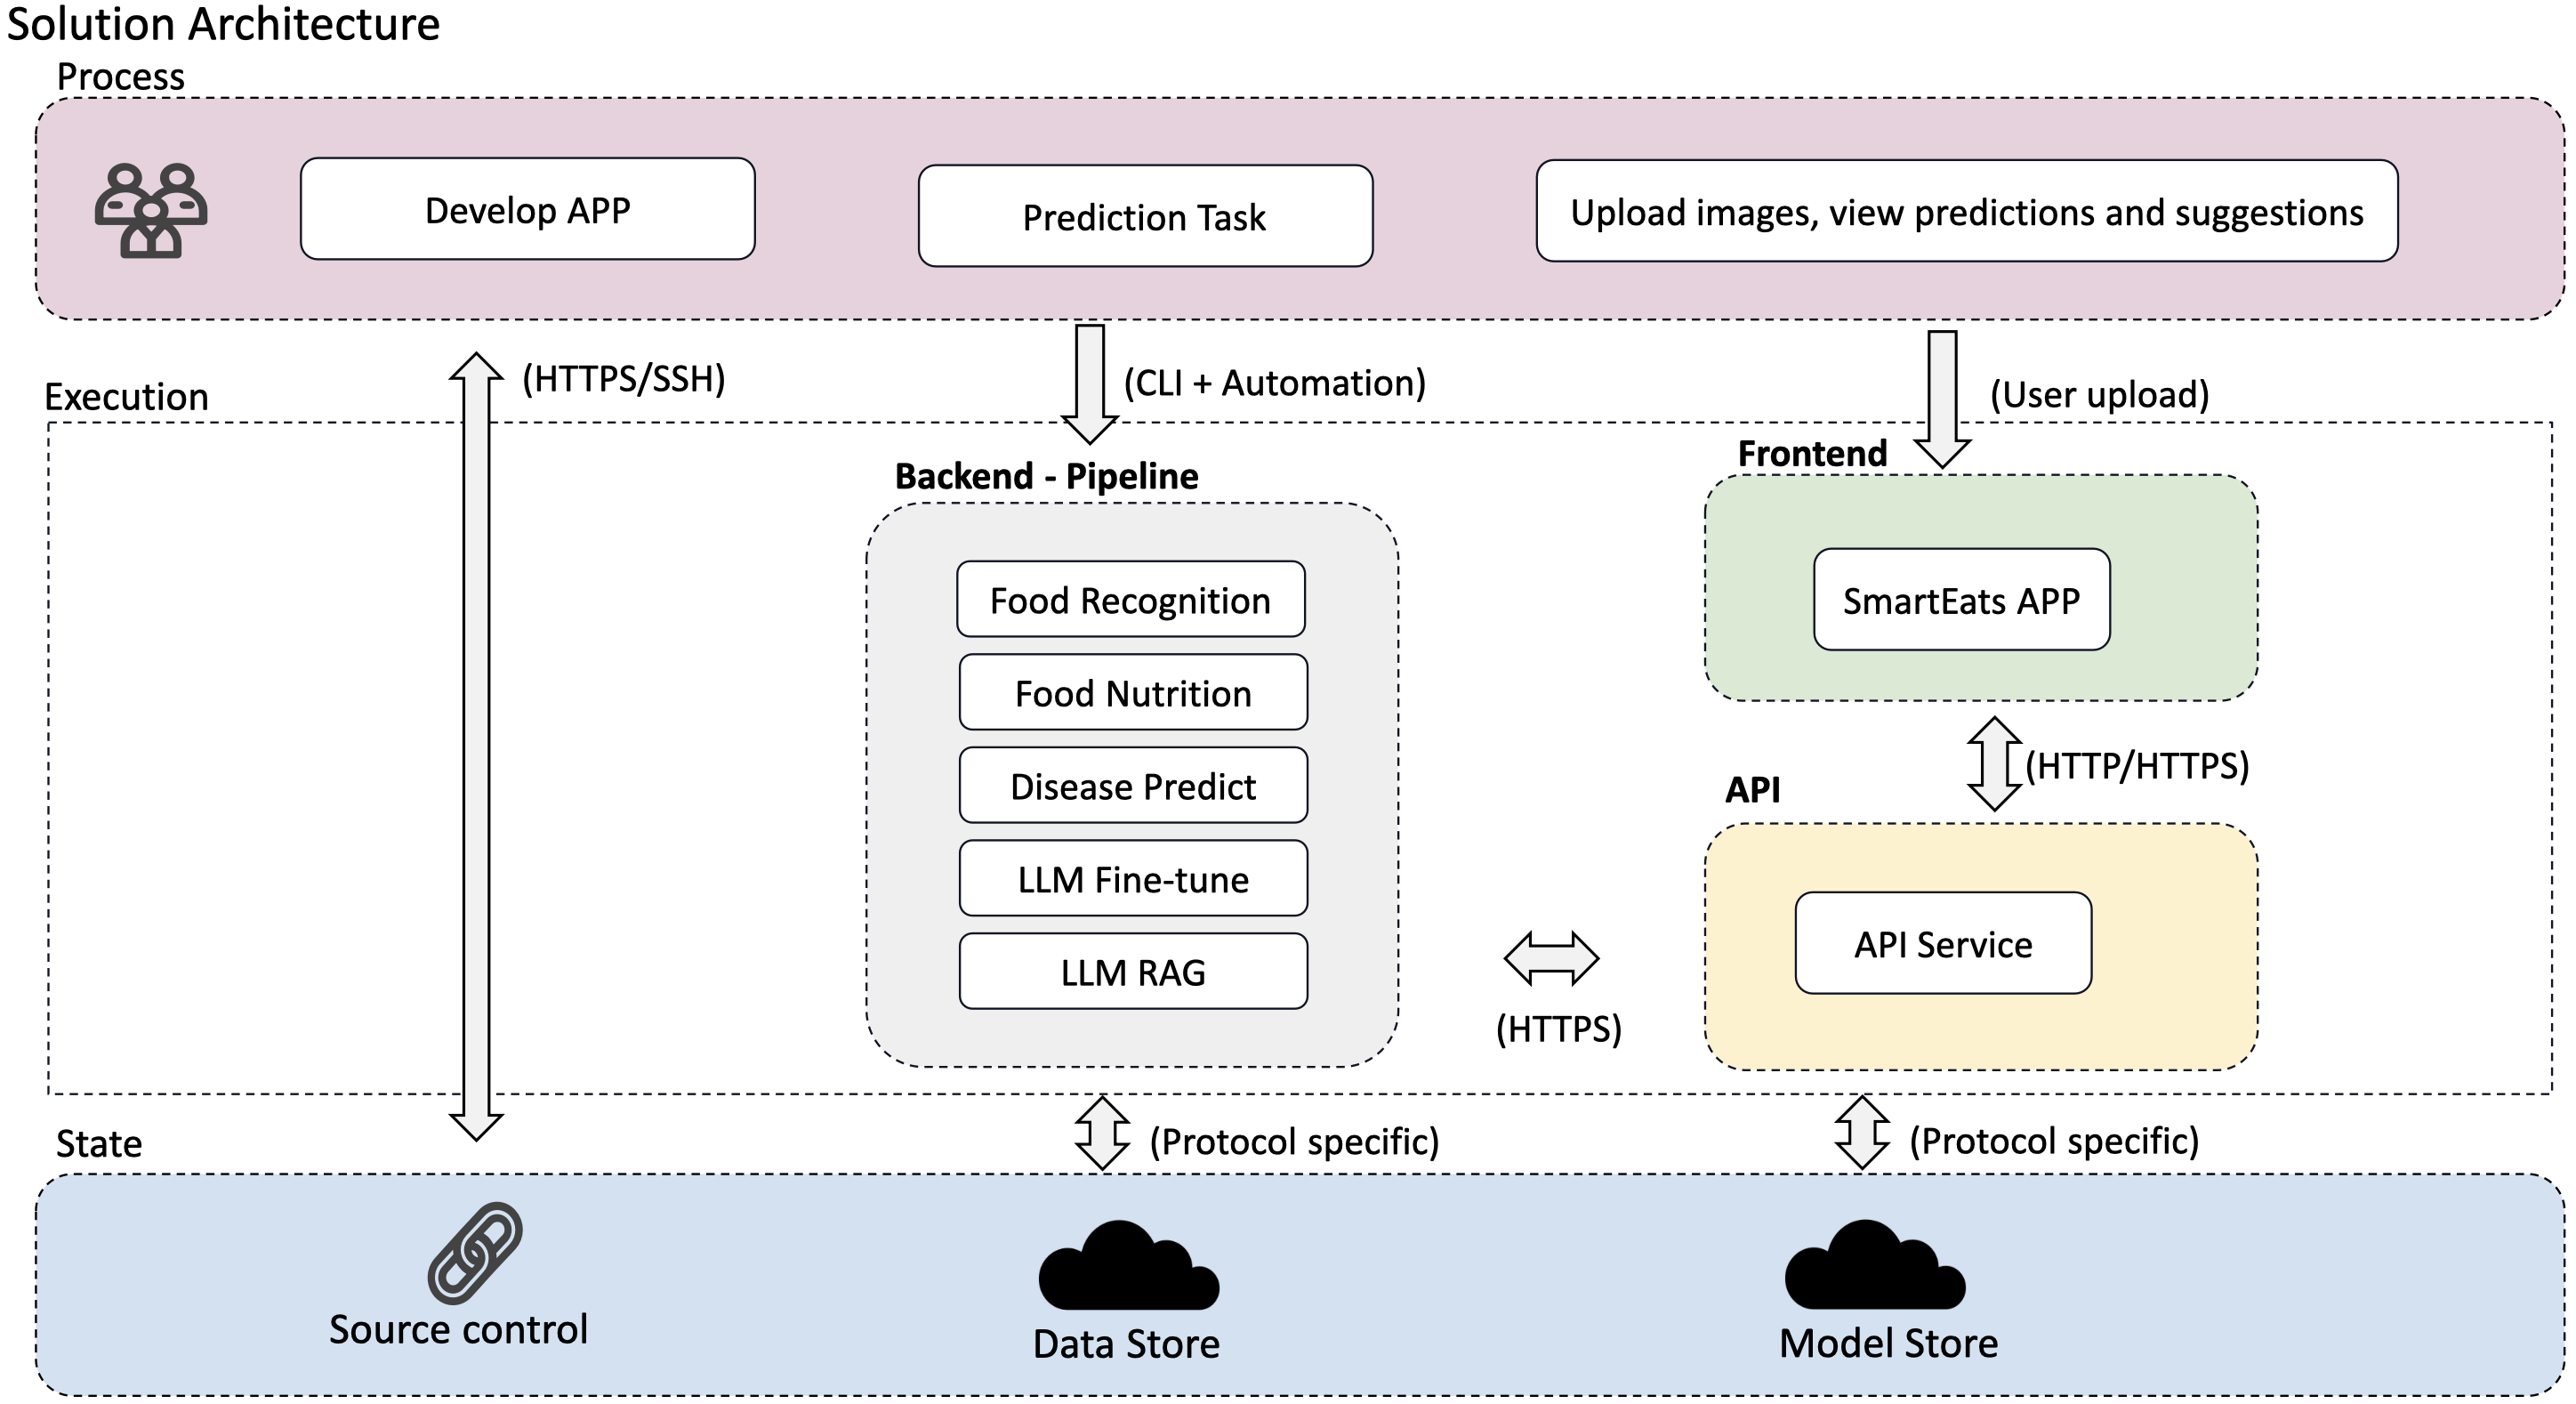 Solution Architecture
Process
Develop APP
Prediction Task
Upload images, view predictions and suggestions
(HTTPS/SSH)
(CLI + Automation)
(User upload)
Execution
Backend - Pipeline
Frontend
Food Recognition
SmartEats APP
Food Nutrition
Disease Predict
(HTTP/HTTPS)
API
LLM Fine-tune
API Service
LLM RAG
(HTTPS)
State
(Protocol specific)
(Protocol specific)
Source control
Data Store
Model Store